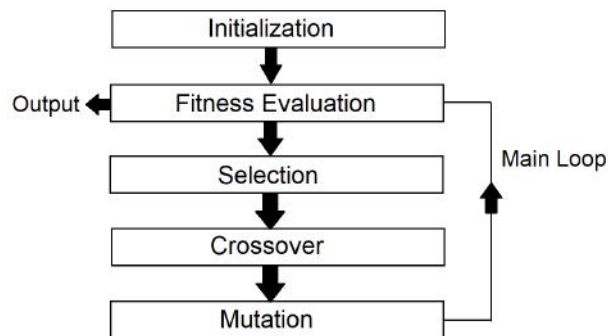 Initialization
Output
Fitness Evaluation
Main Loop
Selection
Crossover
Mutation